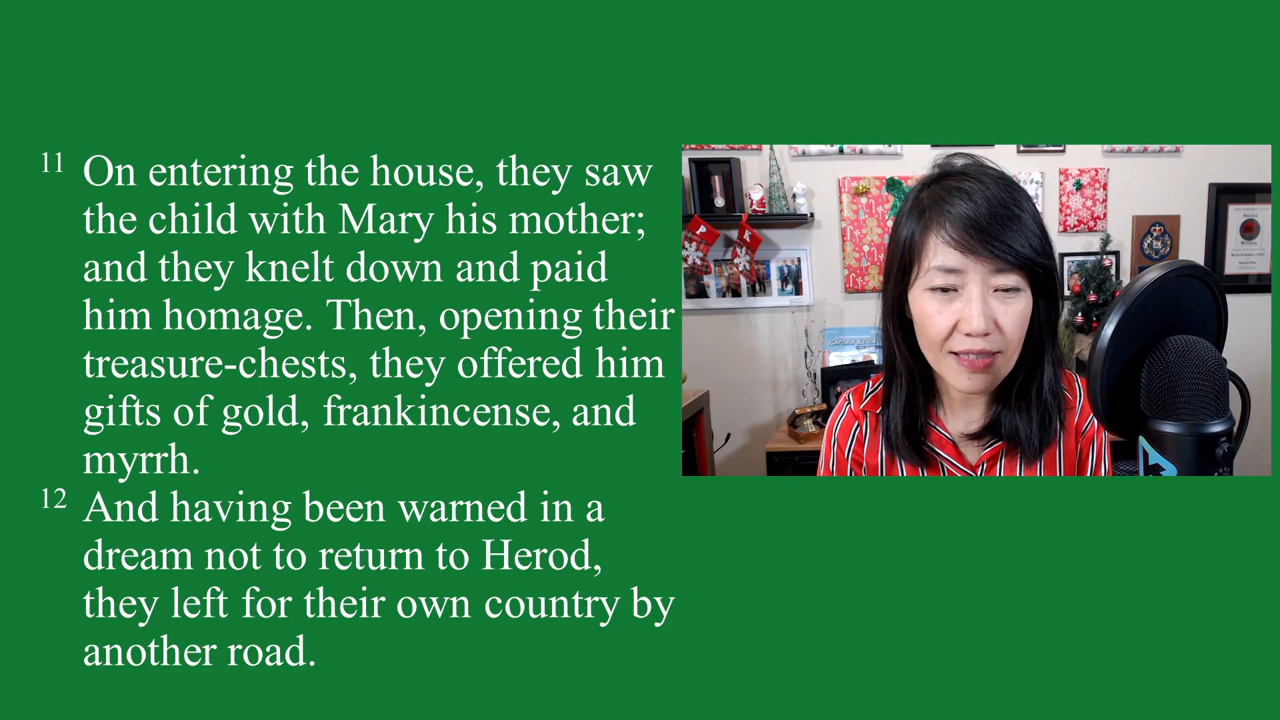 11 On entering the house, they saw
the child with Mary his mother;
and they knelt down and paid
him homage. Then, opening their
treasure-chests, they offered him
gifts of gold, frankincense, and
myrrh.
12 And having been warned in a
dream not to return to Herod,
they left for their own country by
another road.
P
K